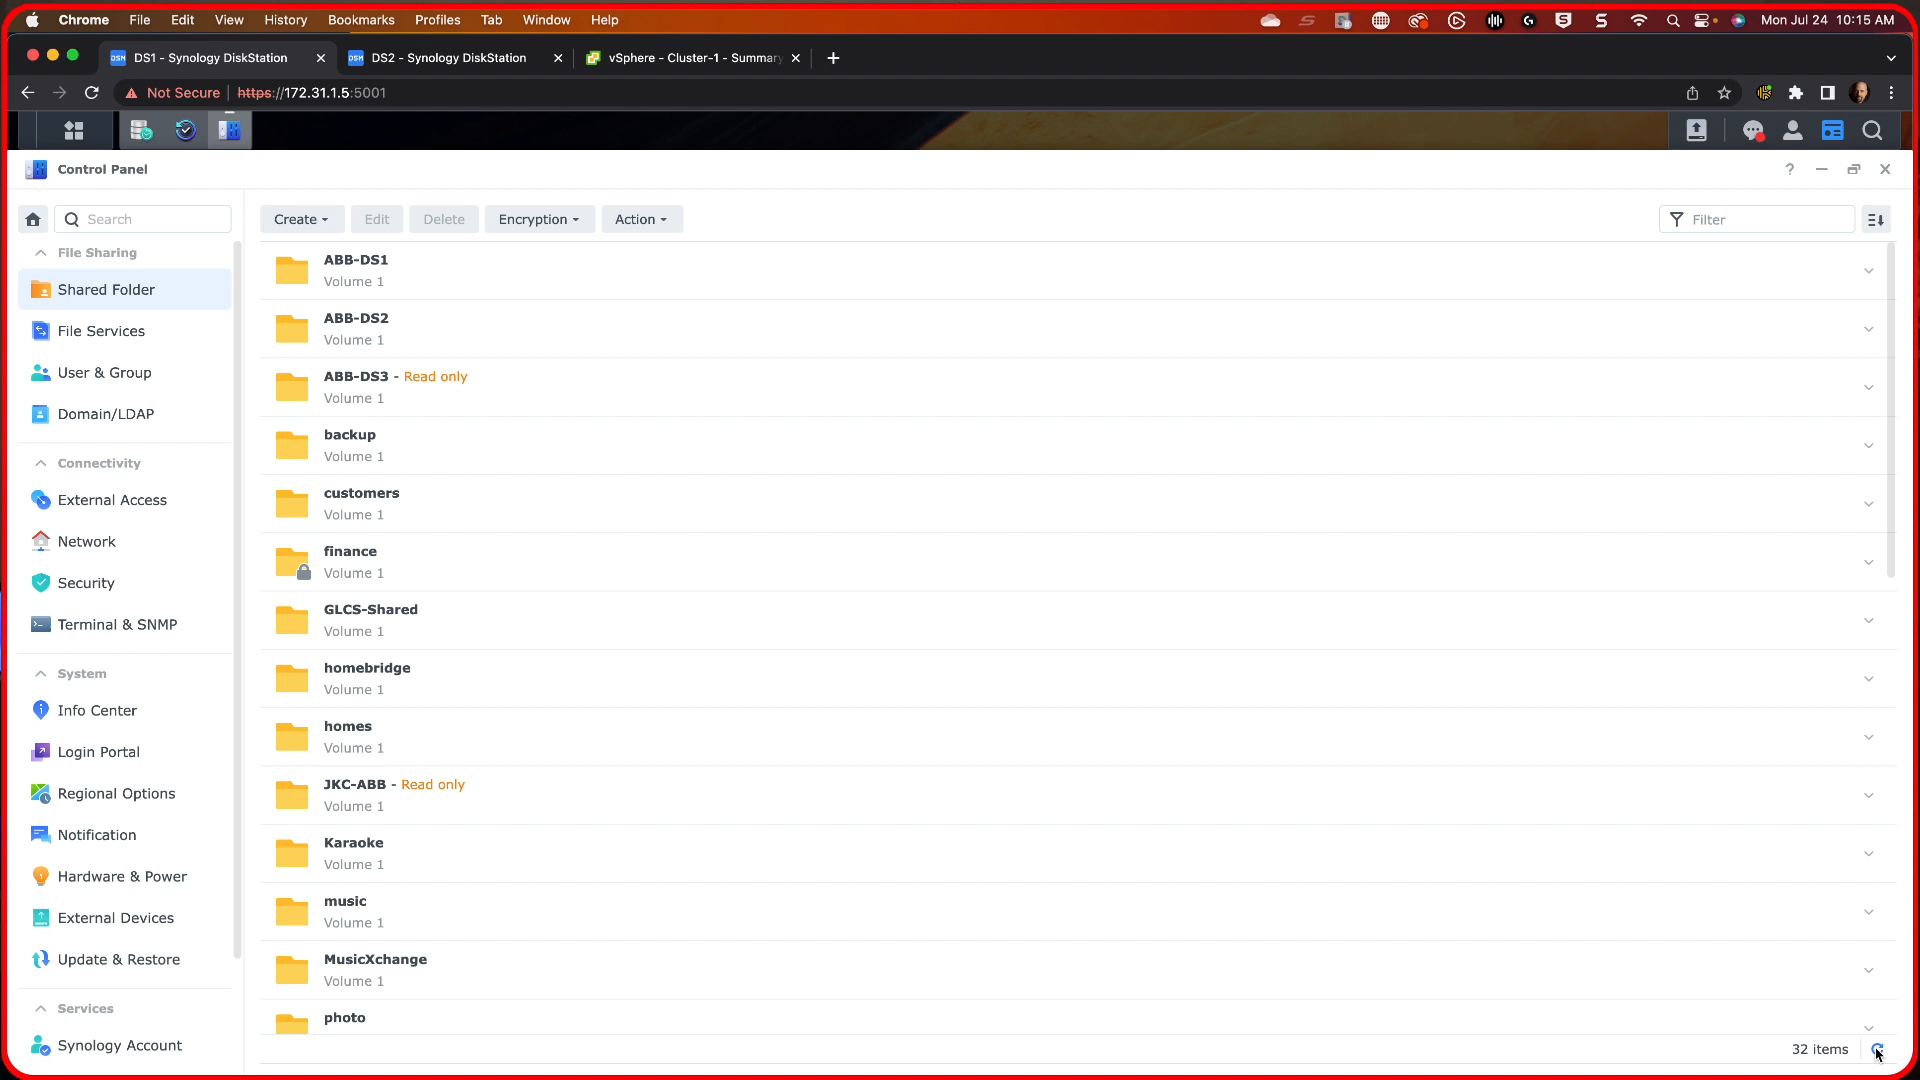 Chrome File Edit View History Bookmarks Profiles Tab Window Help Mon Jul 24 10:15 AM
DS1 - Synology DiskStation DS2 - Synology DiskStation vSphere - Cluster-1 - Summary
Not Secure https://172.31.1.5:5001
Control Panel
Search
File Sharing
Shared Folder
File Services
User & Group
Domain/LDAP
Connectivity
External Access
Network
Security
Terminal & SNMP
System
Info Center
Login Portal
Regional Options
Notification
Hardware & Power
External Devices
Update & Restore
Services
Synology Account
Create Edit Delete Encryption Action Filter
ABB-DS1
Volume 1
ABB-DS2
Volume 1
ABB-DS3 - Read only
Volume 1
backup
Volume 1
customers
Volume 1
finance
Volume 1
GLCS-Shared
Volume 1
homebridge
Volume 1
homes
Volume 1
JKC-ABB - Read only
Volume 1
Karaoke
Volume 1
music
Volume 1
MusicXchange
Volume 1
photo
32 items